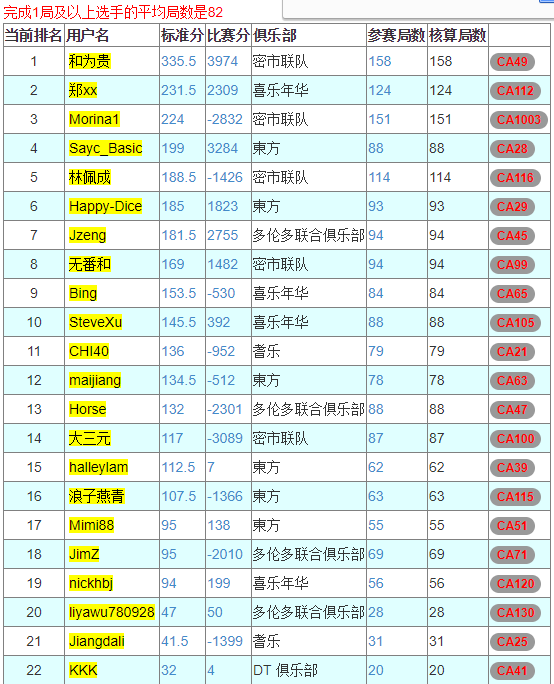 完成1局及以上选手的平均局数是82
当前排名 用户名 标准分 比赛分 俱乐部 参赛局数 核算局数
1 和为贵 335.5 3974 密市联队 158 158 CA49
2 郑xx 231.5 2309 喜乐年华 124 124 CA112
3 Morina1 224 -2832 密市联队 151 151 CA1003
4 Sayc_Basic 199 3284 東方 88 88 CA28
5 林佩成 188.5 -1426 密市联队 114 114 CA116
6 Happy-Dice 185 1823 東方 93 93 CA29
7 Jzeng 181.5 2755 多伦多联合俱乐部 94 94 CA45
8 无番和 169 1482 密市联队 94 94 CA99
9 Bing 153.5 -530 喜乐年华 84 84 CA65
10 SteveXu 145.5 392 喜乐年华 88 88 CA105
11 CHI40 136 -952 耆乐 79 79 CA21
12 maijiang 134.5 -512 東方 78 78 CA63
13 Horse 132 -2301 多伦多联合俱乐部 88 88 CA47
14 大三元 117 -3089 密市联队 87 87 CA100
15 halleylam 112.5 7 東方 62 62 CA39
16 浪子燕青 107.5 -1366 東方 63 63 CA115
17 Mimi88 95 138 東方 55 55 CA51
18 JimZ 95 -2010 多伦多联合俱乐部 69 69 CA71
19 nickhbj 94 199 喜乐年华 56 56 CA120
20 liyawu780928 47 50 多伦多联合俱乐部 28 28 CA130
21 Jiangdali 41.5 -1399 耆乐 31 31 CA25
22 KKK 32 4 DT 俱乐部 20 20 CA41